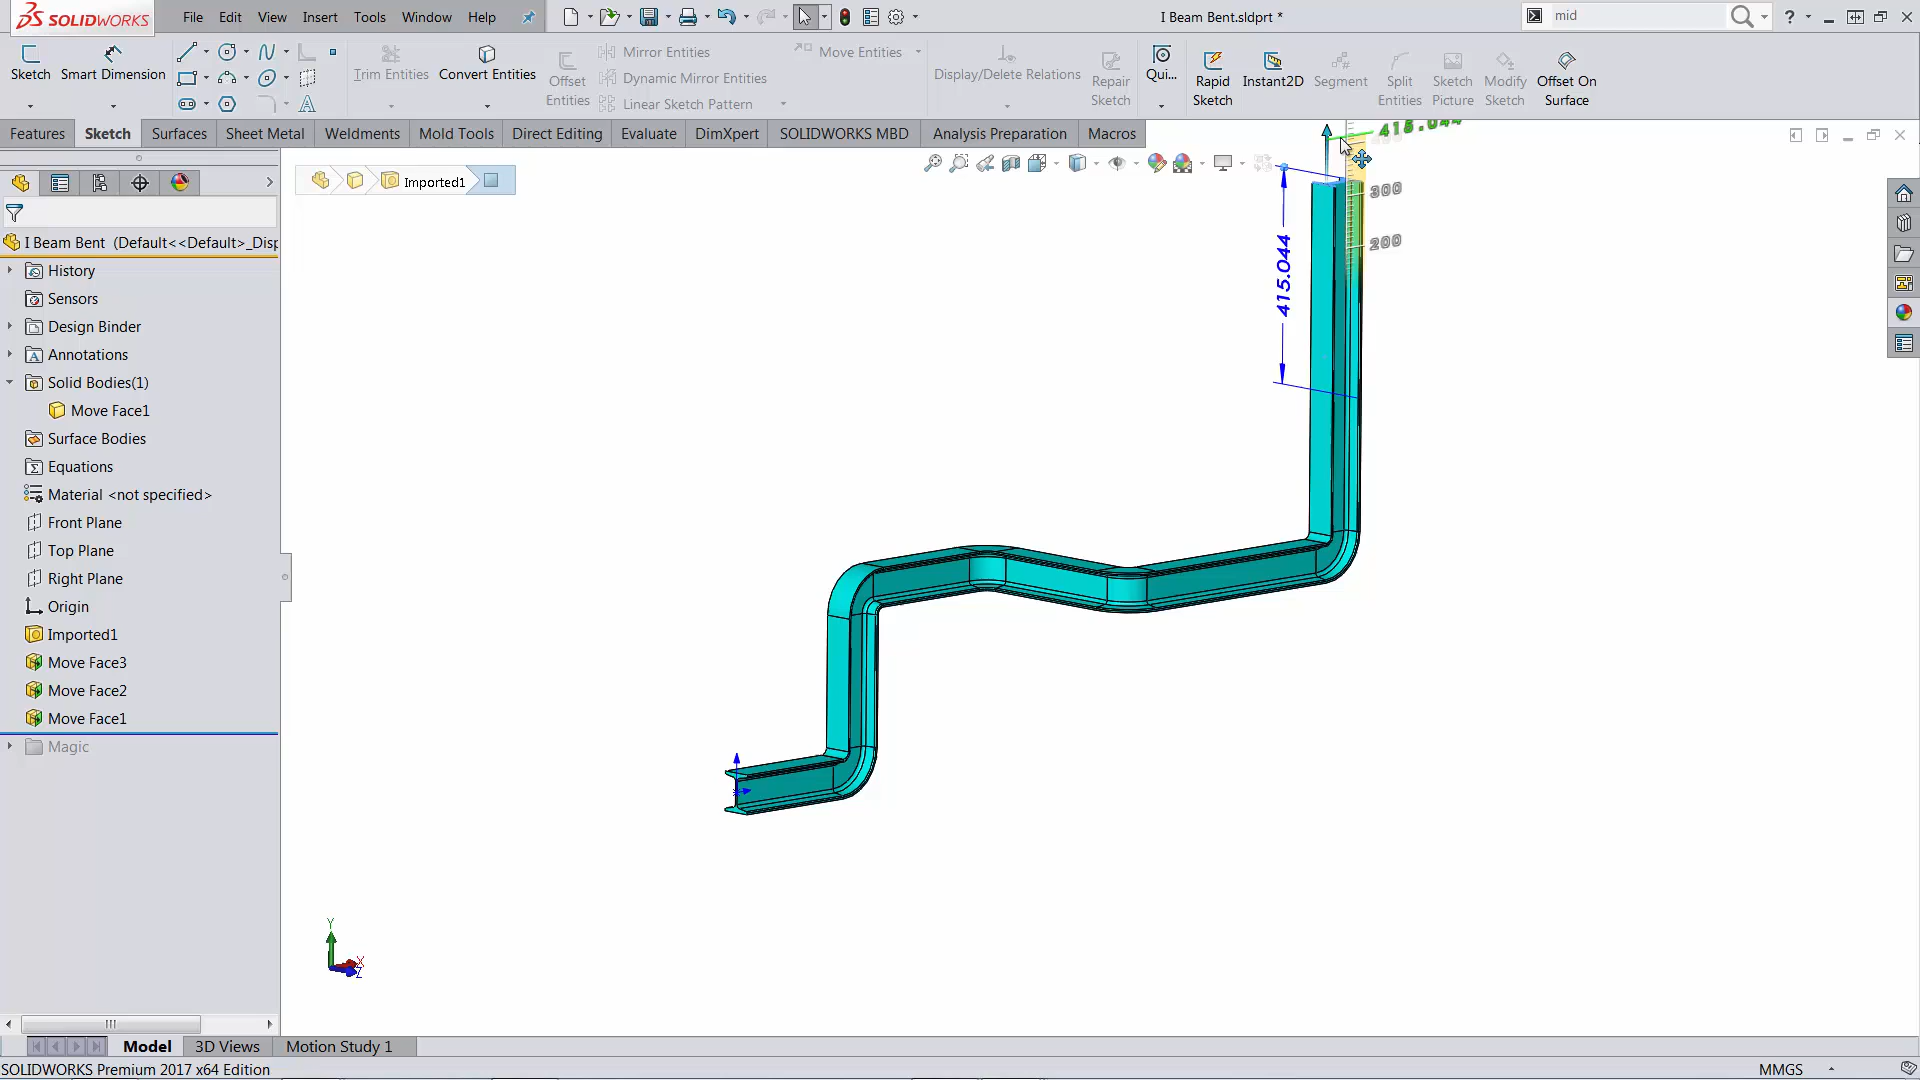 SOLIDWORKS
File Edit View Insert Tools Window Help
I Beam Bent.sldprt *
mid
Sketch
Smart Dimension
Trim Entities
Convert Entities
Offset Entities
Mirror Entities
Dynamic Mirror Entities
Linear Sketch Pattern
Move Entities
Display/Delete Relations
Repair Sketch
Qui...
Rapid Sketch
Instant2D
Segment
Split Entities
Sketch Picture
Modify Sketch
Offset On Surface
Features Sketch Surfaces Sheet Metal Weldments Mold Tools Direct Editing Evaluate DimXpert SOLIDWORKS MBD Analysis Preparation Macros
Imported1
415.044
300
200
415.044
I Beam Bent (Default<<Default>_Disp
History
Sensors
Design Binder
Annotations
Solid Bodies(1)
Move Face1
Surface Bodies
Equations
Material <not specified>
Front Plane
Top Plane
Right Plane
Origin
Imported1
Move Face3
Move Face2
Move Face1
Magic
Y
X
Z
Model 3D Views Motion Study 1
SOLIDWORKS Premium 2017 x64 Edition
MMGS